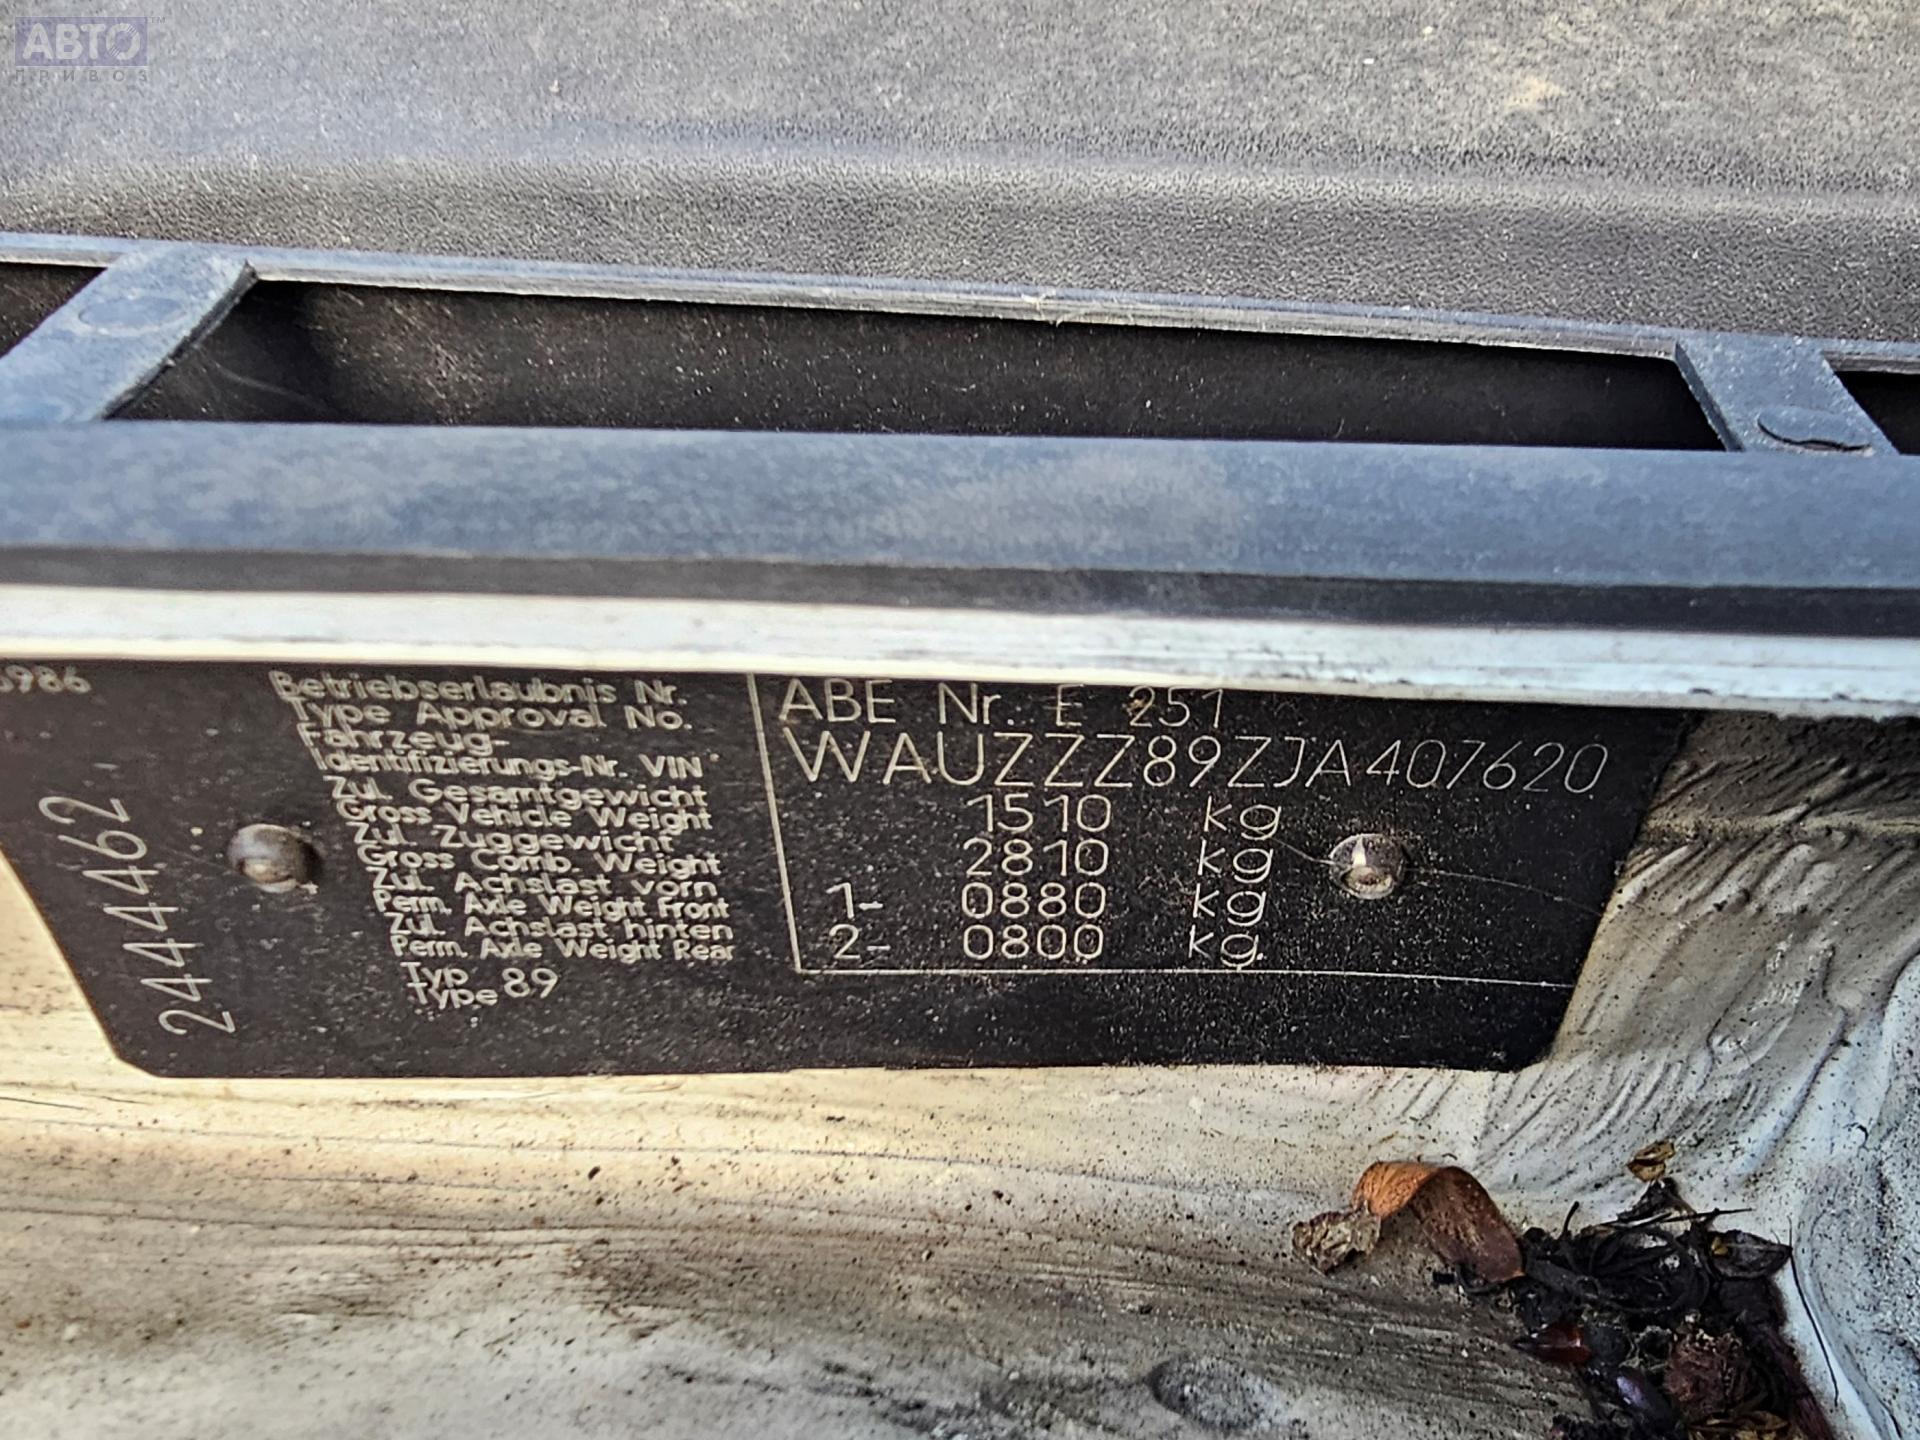 АВТО™
ПРИВОЗ
986
Betriebserlaubnis Nr.
Type Approval No.
Fahrzeug-
Identifizierungs-Nr. VIN
Zul. Gesamtgewicht
Gross Vehicle Weight
Zul. Zuggewicht
Gross Comb. Weight
Zul. Achslast vorn
Perm. Axle Weight Front
Zul. Achslast hinten
Perm. Axle Weight Rear
Typ
Type 89
ABE Nr. E 251
WAUZZZ89ZJA407620
1510 kg
2810 kg
1- 0880 kg
2- 0800 kg
2444462